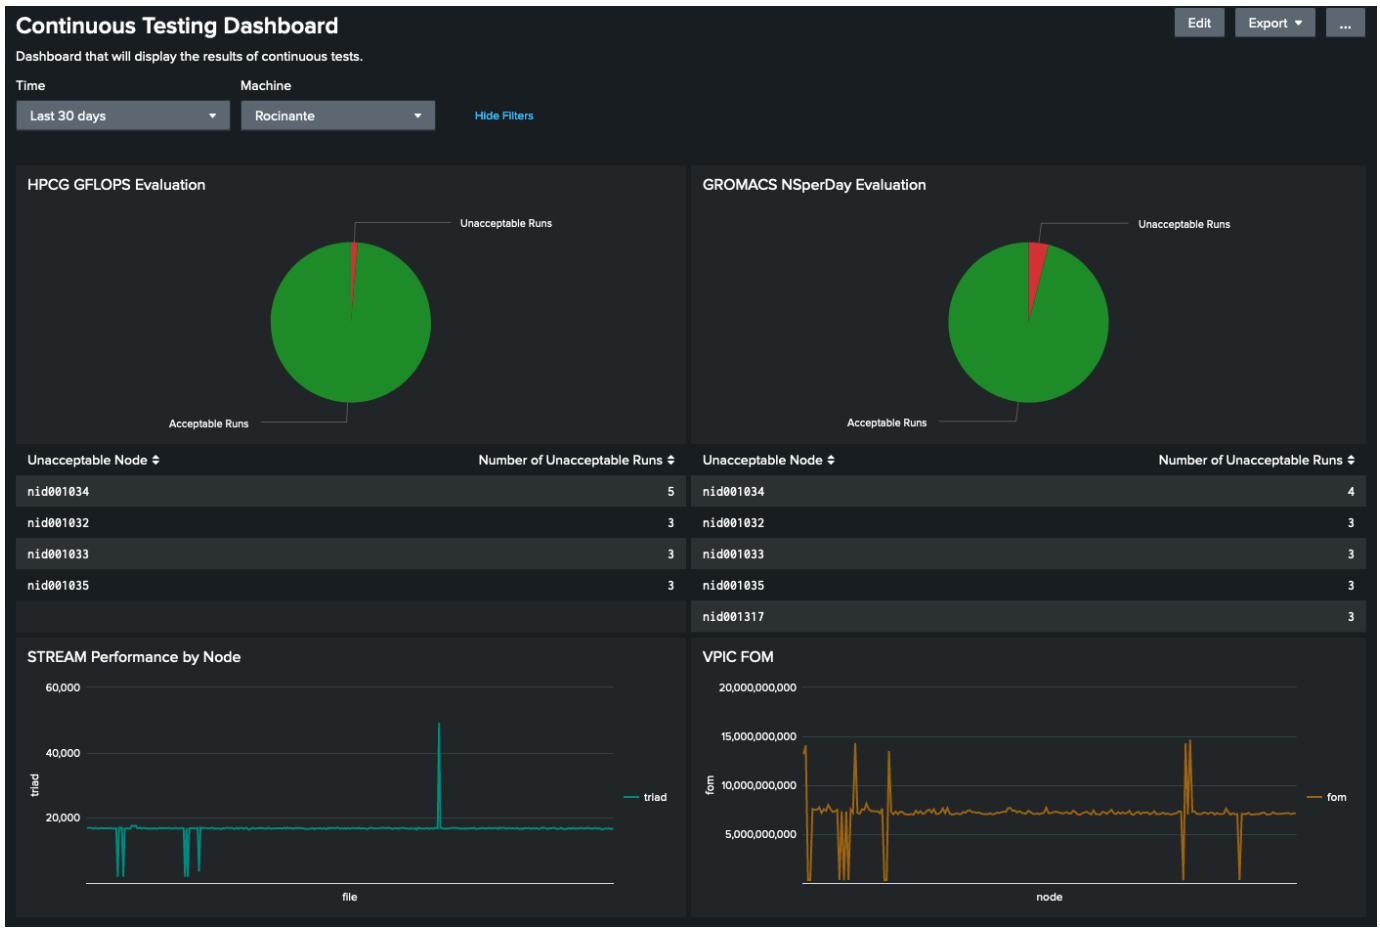 Continuous Testing Dashboard
Edit
Export
...
Dashboard that will display the results of continuous tests.
Time
Machine
Last 30 days
Rocinante
Hide Filters
HPCG GFLOPS Evaluation
Unacceptable Runs
Acceptable Runs
Unacceptable Node Number of Unacceptable Runs
nid001034 5
nid001032 3
nid001033 3
nid001035 3
GROMACS NSperDay Evaluation
Unacceptable Runs
Acceptable Runs
Unacceptable Node Number of Unacceptable Runs
nid001034 4
nid001032 3
nid001033 3
nid001035 3
nid001317 3
STREAM Performance by Node
60,000
40,000
20,000
triad
triad
file
VPIC FOM
20,000,000,000
15,000,000,000
10,000,000,000
5,000,000,000
fom
fom
node